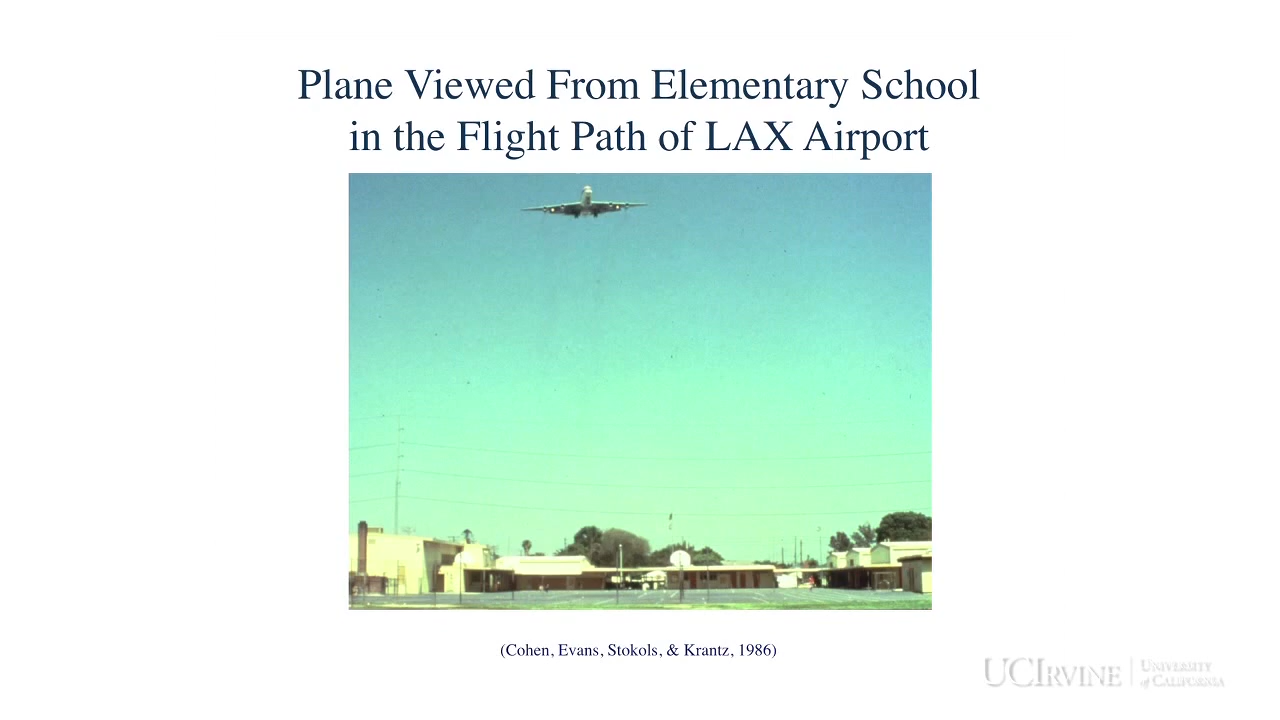 Plane Viewed From Elementary School
in the Flight Path of LAX Airport
(Cohen, Evans, Stokols, & Krantz, 1986)
UCIRVINE
UNIVERSITY
of CALIFORNIA